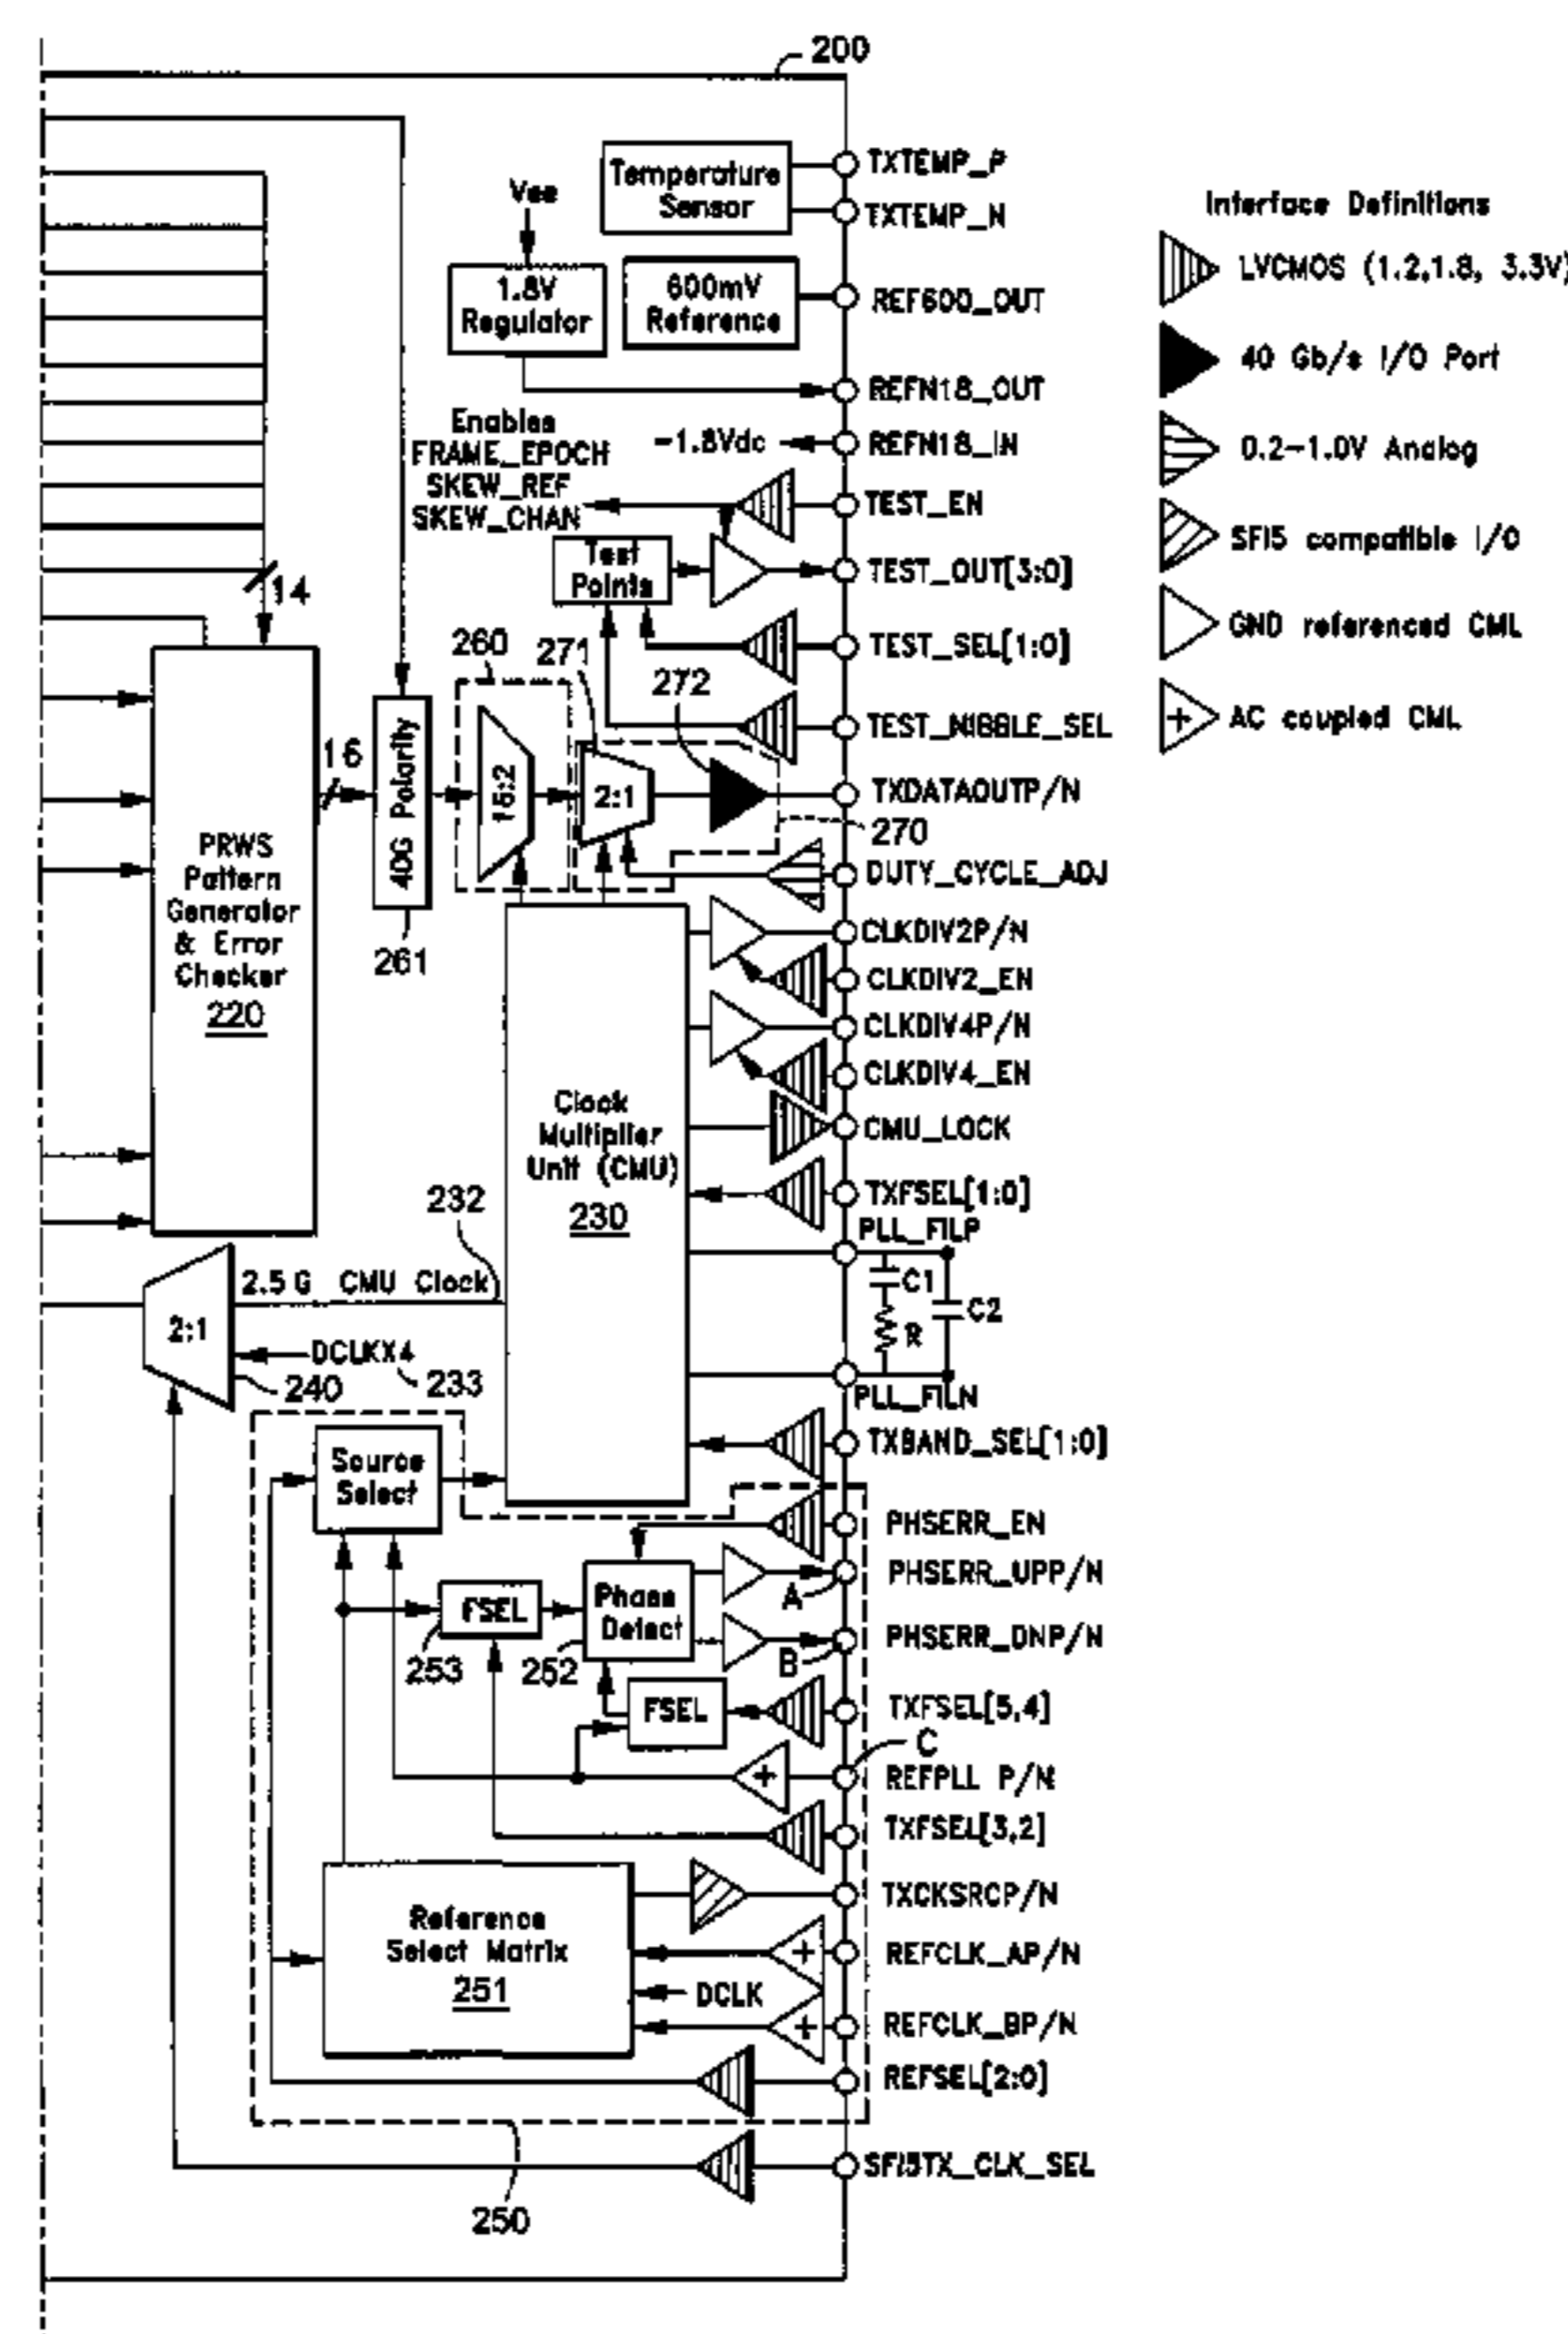 200
TXTEMP_P
Temperature
Sensor
TXTEMP_N
Vee
1.8V
Regulator
600mV
Reference
REF600_OUT
REFN18_OUT
Enables
FRAME_EPOCH
SKEW_REF
SKEW_CHAN
-1.8Vdc
REFN18_IN
TEST_EN
Test
Points
TEST_OUT[3:0]
14
TEST_SEL[1:0]
260
271
272
TEST_NIBBLE_SEL
16
40G Polarity
2:1
TXDATAOUTP/N
270
DUTY_CYCLE_ADJ
261
PRWS
Pattern
Generator
& Error
Checker
220
CLKDIV2P/N
CLKDIV2_EN
CLKDIV4P/N
CLKDIV4_EN
Clock
Multiplier
Unit (CMU)
230
CMU_LOCK
TXFSEL[1:0]
232
PLL_FILP
2.5 G CMU Clock
C1
C2
R
2:1
DCLKX4
240
233
PLL_FILN
TXBAND_SEL[1:0]
Source
Select
PHSERR_EN
PHSERR_UPP/N
A
FSEL
Phase
Detect
253
252
PHSERR_DNP/N
B
FSEL
TXFSEL[5,4]
C
REFPLL P/N
TXFSEL[3,2]
TXCKSRCP/N
Reference
Select Matrix
251
REFCLK_AP/N
DCLK
REFCLK_BP/N
REFSEL[2:0]
SFI5TX_CLK_SEL
250
Interface Definitions
LVCMOS (1.2,1.8, 3.3V)
40 Gb/s I/O Port
0.2-1.0V Analog
SFI5 compatible I/O
GND referenced CML
AC coupled CML